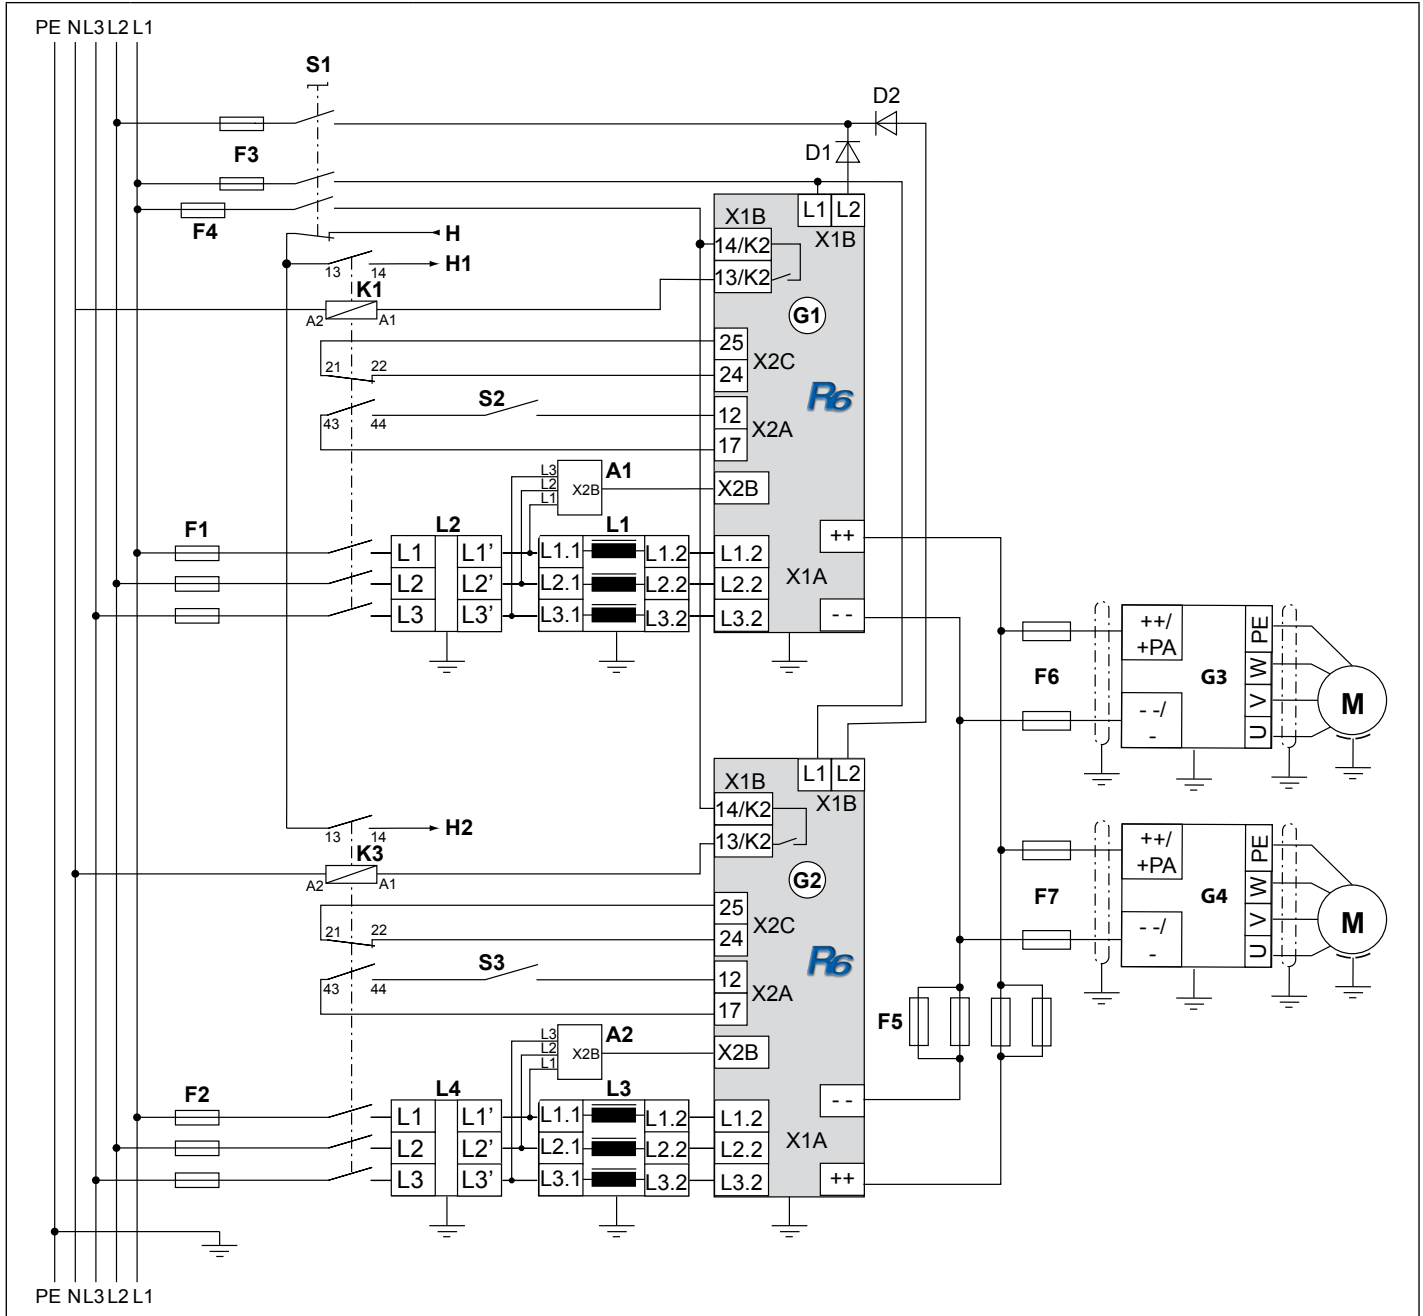 PE NL3L2L1
S1
D2
F3
D1
F4
H
13 14 H1
K1
A2 A1
X1B L1 L2
X1B
14/K2
13/K2
G1
25
X2C
24
21 22
S2
12
X2A
17
43 44
R6
L3
L2
L1
X2B
A1
X2B
++
F1
L2
L1
L1 L1’ L1.1 L1.2 L1.2
L2 L2’ L2.1 L2.2 L2.2
L3 L3’ L3.1 L3.2 L3.2
X1A
- -
F6
++/
+PA
- -/
-
G3
PE
W
V
U
M
X1B L1 L2
X1B
14/K2
13/K2
13 14 H2
K3
A2 A1
G2
25
X2C
24
21 22
S3
12
X2A
17
43 44
R6
F7
++/
+PA
- -/
-
G4
PE
W
V
U
M
F5
L3
L2
L1
X2B
A2
X2B
- -
F2
L4
L3
L1 L1’ L1.1 L1.2 L1.2
L2 L2’ L2.1 L2.2 L2.2
L3 L3’ L3.1 L3.2 L3.2
X1A
++
PE NL3L2L1